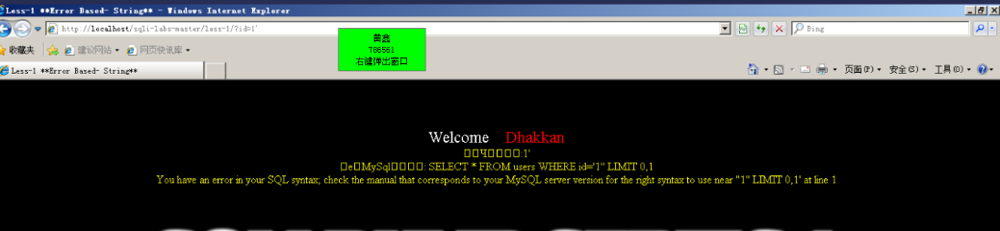 Less-1 **Error Based- String** - Windows Internet Explorer
http://localhost/sqli-labs-master/less-1/?id=1'
Bing
黄鑫
766561
右键弹出窗口
收藏夹 建议网站 网页快讯库
Less-1 **Error Based- String**
页面(P) 安全(S) 工具(O)
Welcome Dhakkan
:1'
MySql: SELECT * FROM users WHERE id='1'' LIMIT 0,1
You have an error in your SQL syntax; check the manual that corresponds to your MySQL server version for the right syntax to use near ''1'' LIMIT 0,1' at line 1